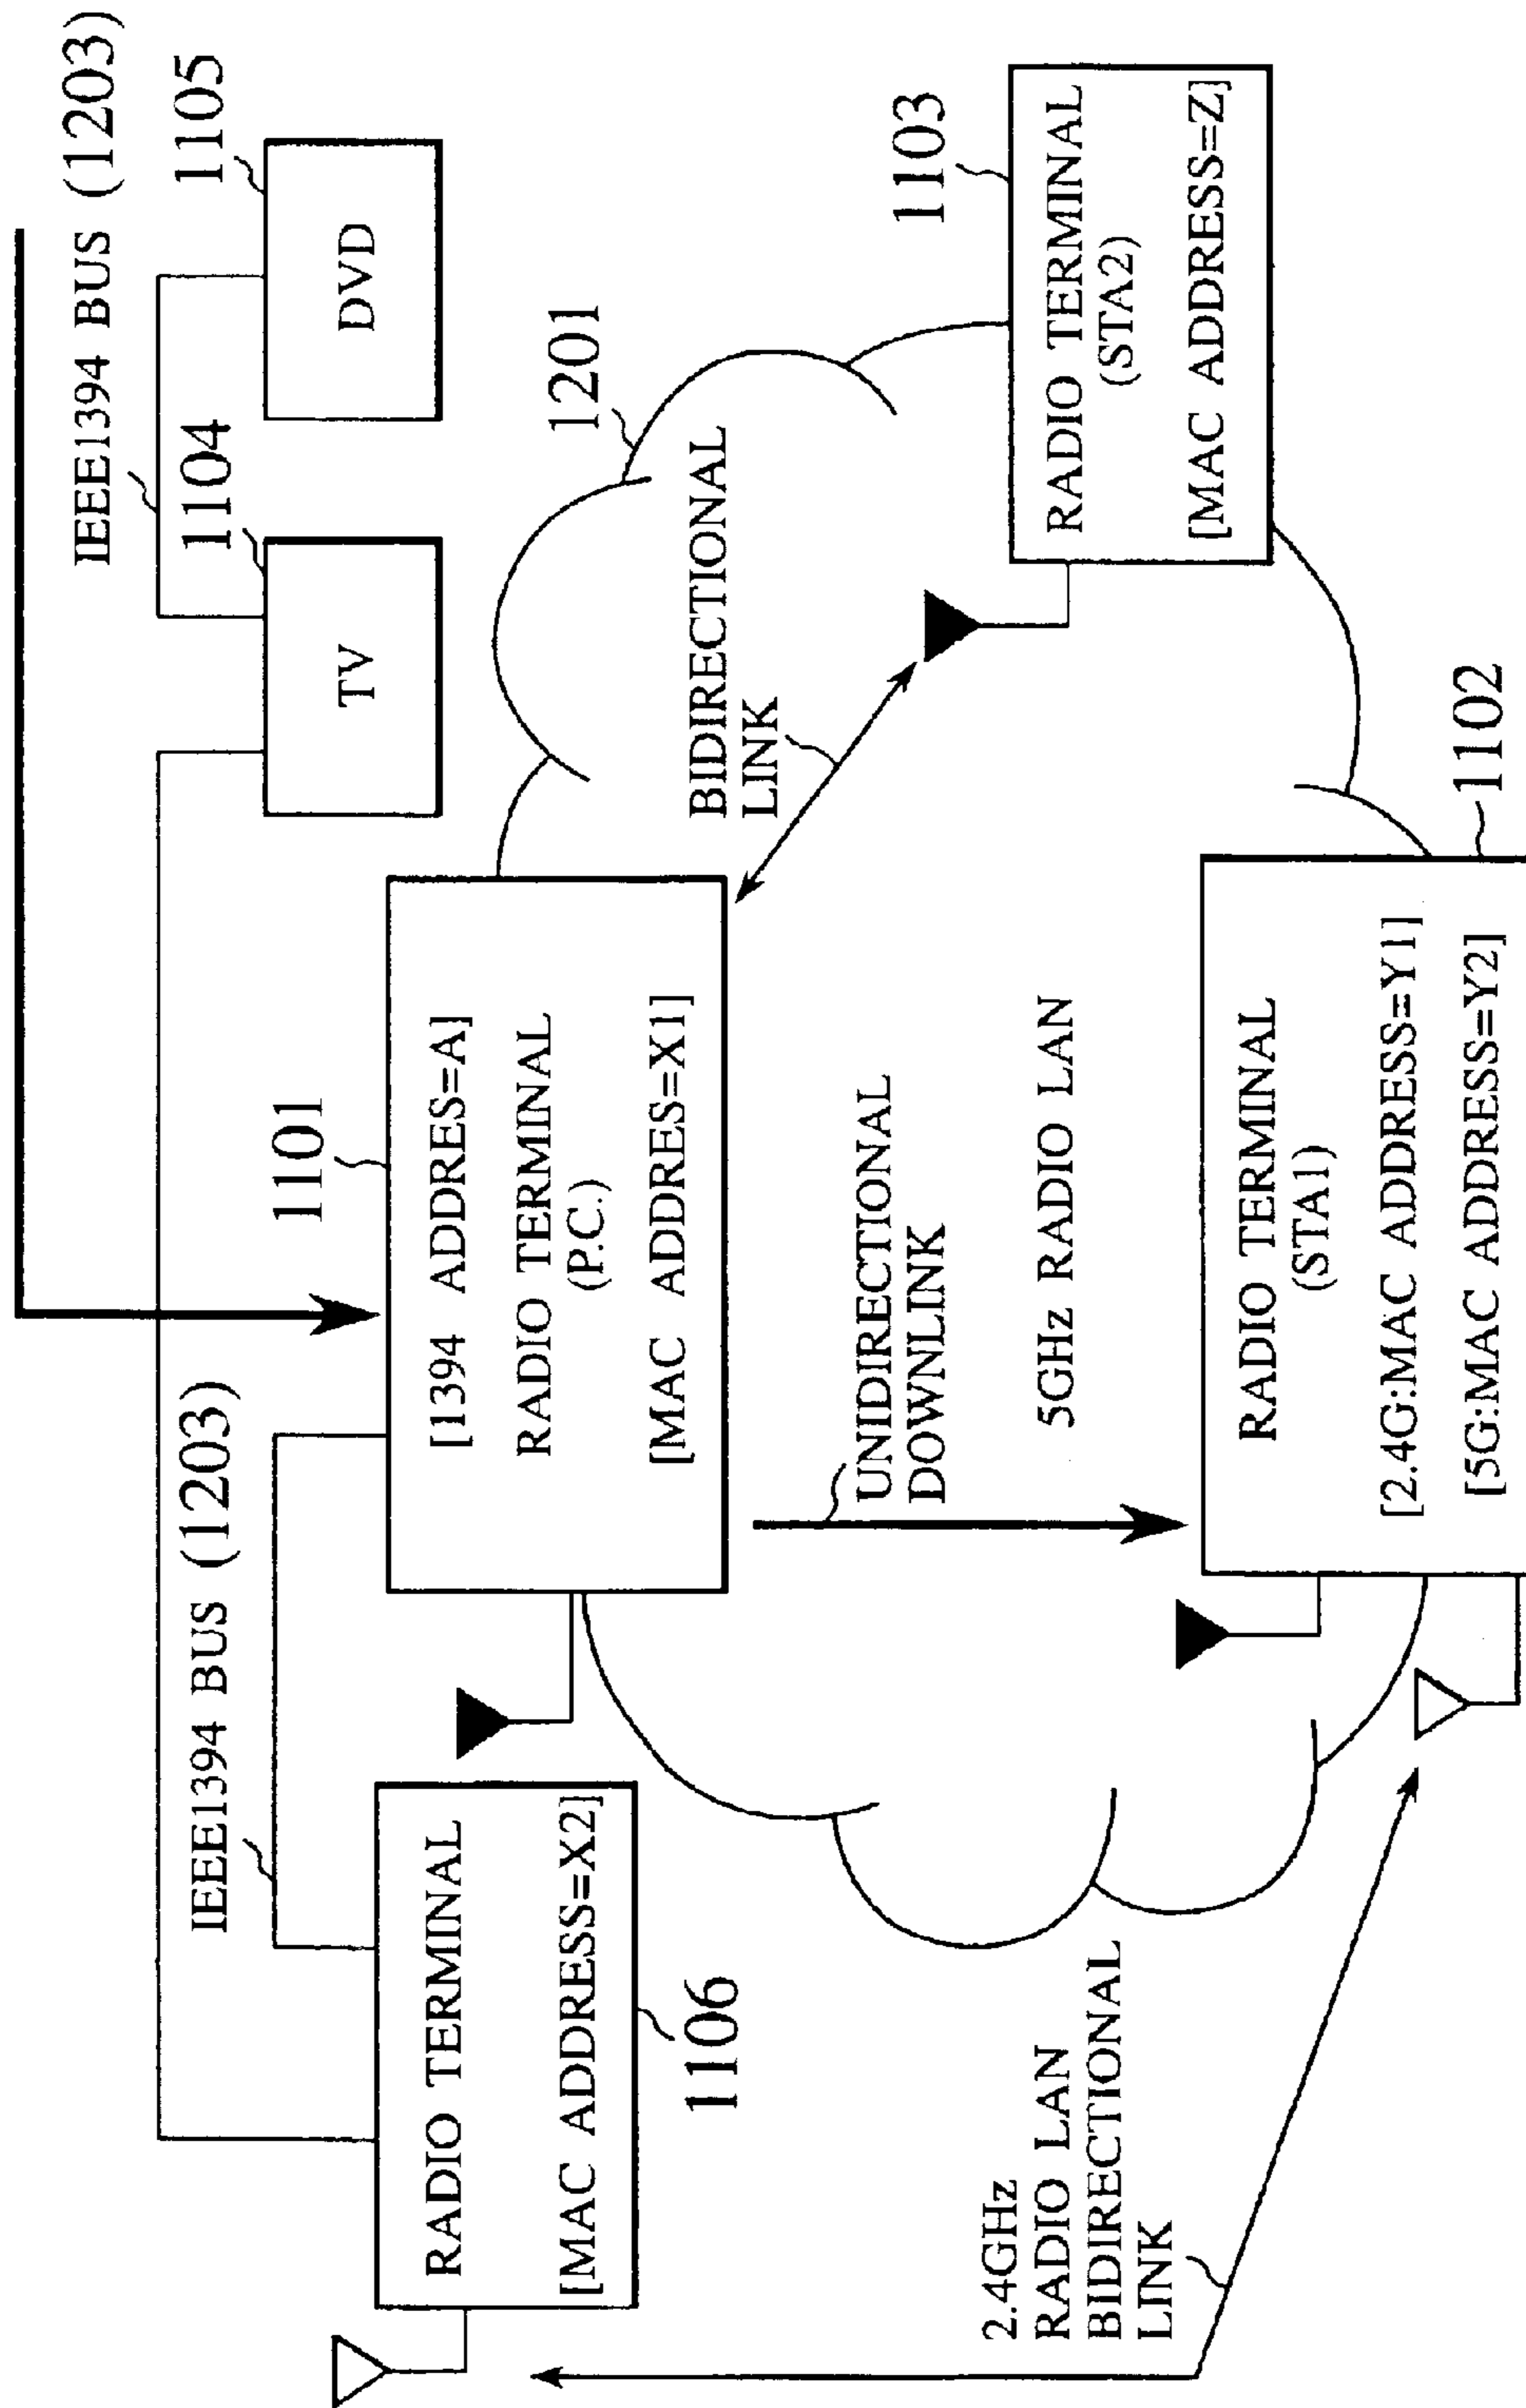 IEEE1394 BUS (1203)
1105
DVD
1104
TV
IEEE1394 BUS (1203)
1101
[1394 ADDRES=A]
RADIO TERMINAL
(P.C.)
[MAC ADDRESS=X1]
RADIO TERMINAL
[MAC ADDRESS=X2]
1106
1201
BIDIRECTIONAL
LINK
1103
RADIO TERMINAL
(STA2)
[MAC ADDRESS=Z]
UNIDIRECTIONAL
DOWNLINK
5GHz RADIO LAN
2.4GHz
RADIO LAN
BIDIRECTIONAL
LINK
RADIO TERMINAL
(STA1)
[2.4G:MAC ADDRESS=Y1]
[5G:MAC ADDRESS=Y2]
1102